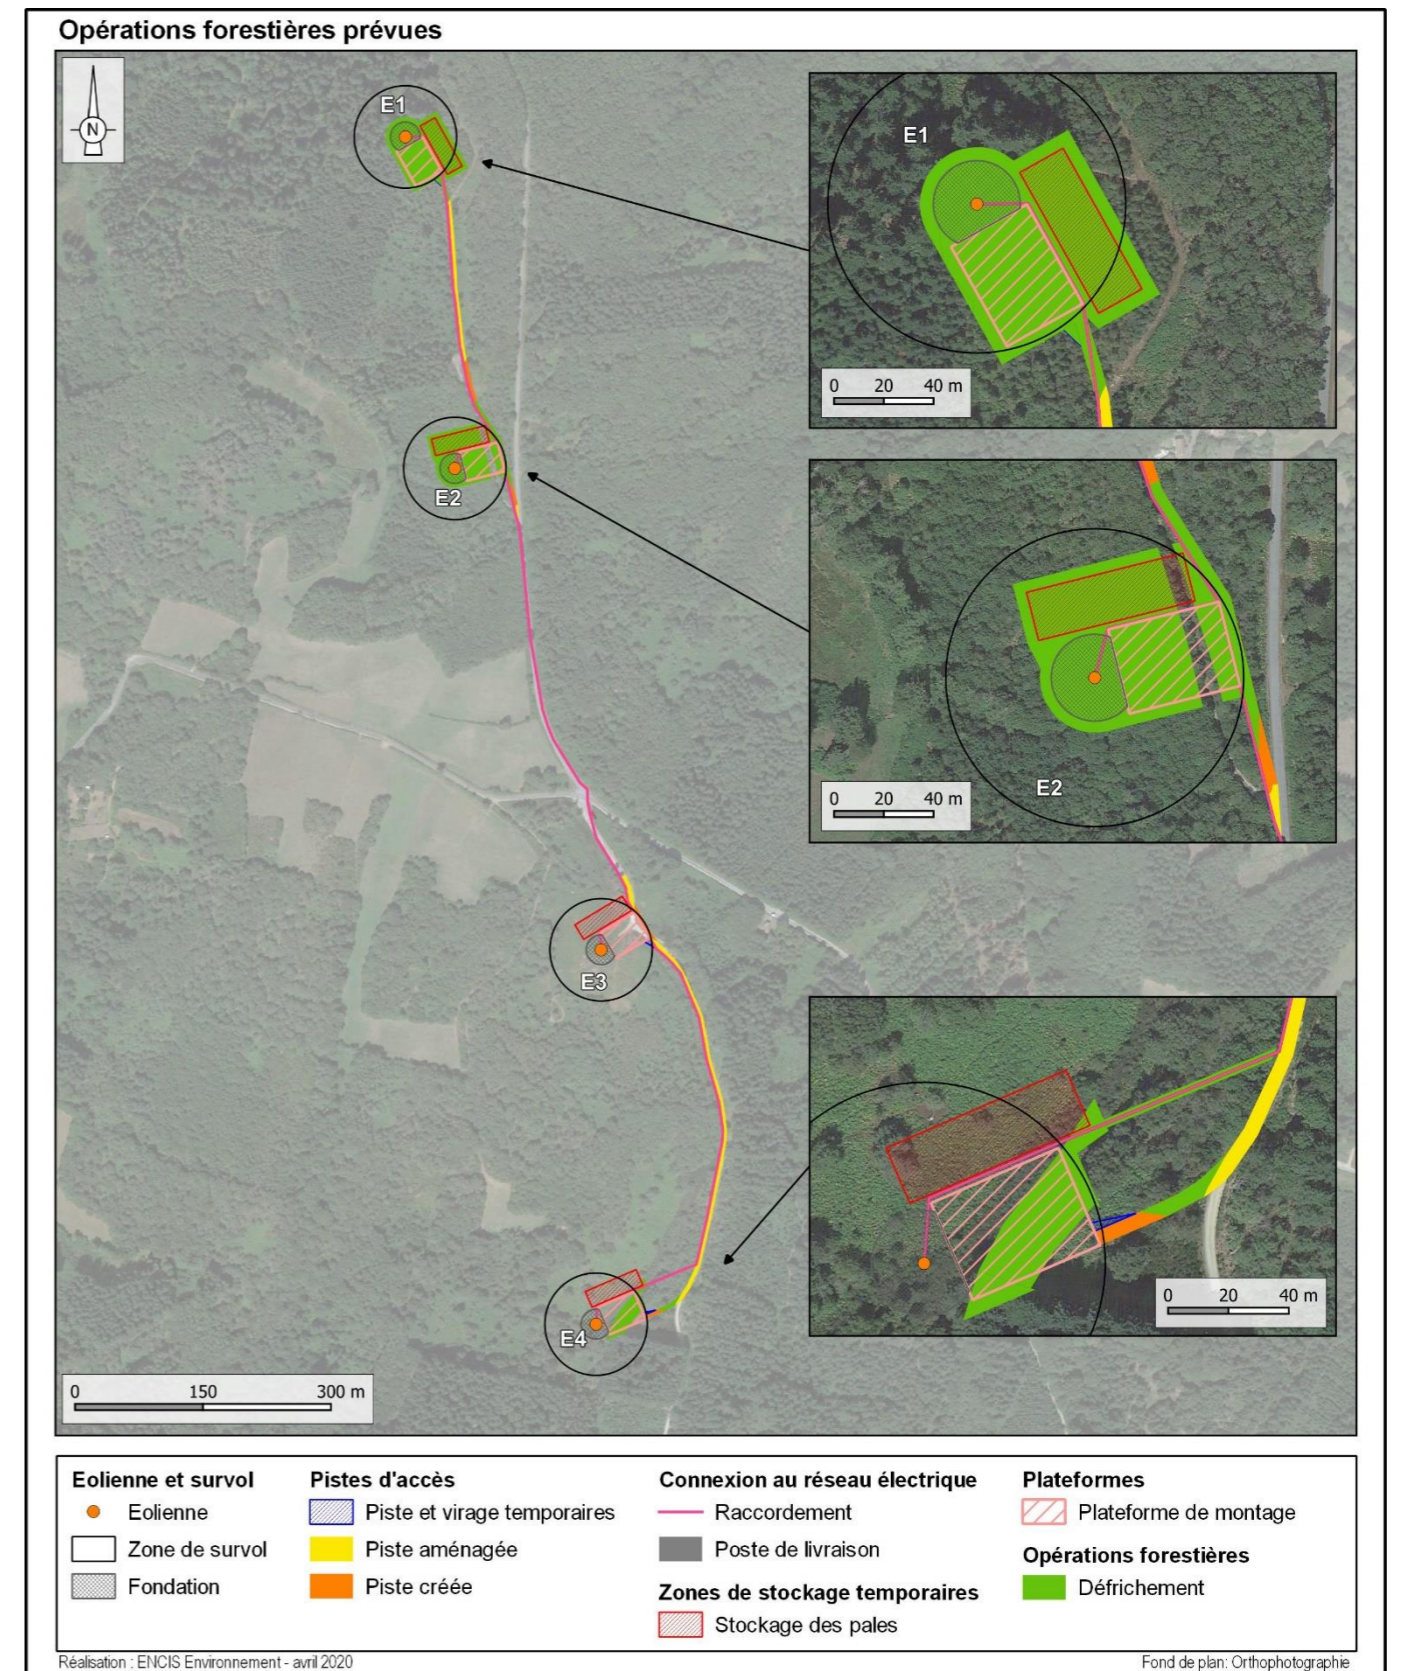 Opérations forestières prévues
N
E1
E1
0 20 40 m
E2
E2
0 20 40 m
E3
E4
0 20 40 m
0 150 300 m
Eolienne et survol
Eolienne
Zone de survol
Fondation
Pistes d'accès
Piste et virage temporaires
Piste aménagée
Piste créée
Connexion au réseau électrique
Raccordement
Poste de livraison
Zones de stockage temporaires
Stockage des pales
Plateformes
Plateforme de montage
Opérations forestières
Défrichement
Réalisation : ENCIS Environnement - avril 2020
Fond de plan: Orthophotographie